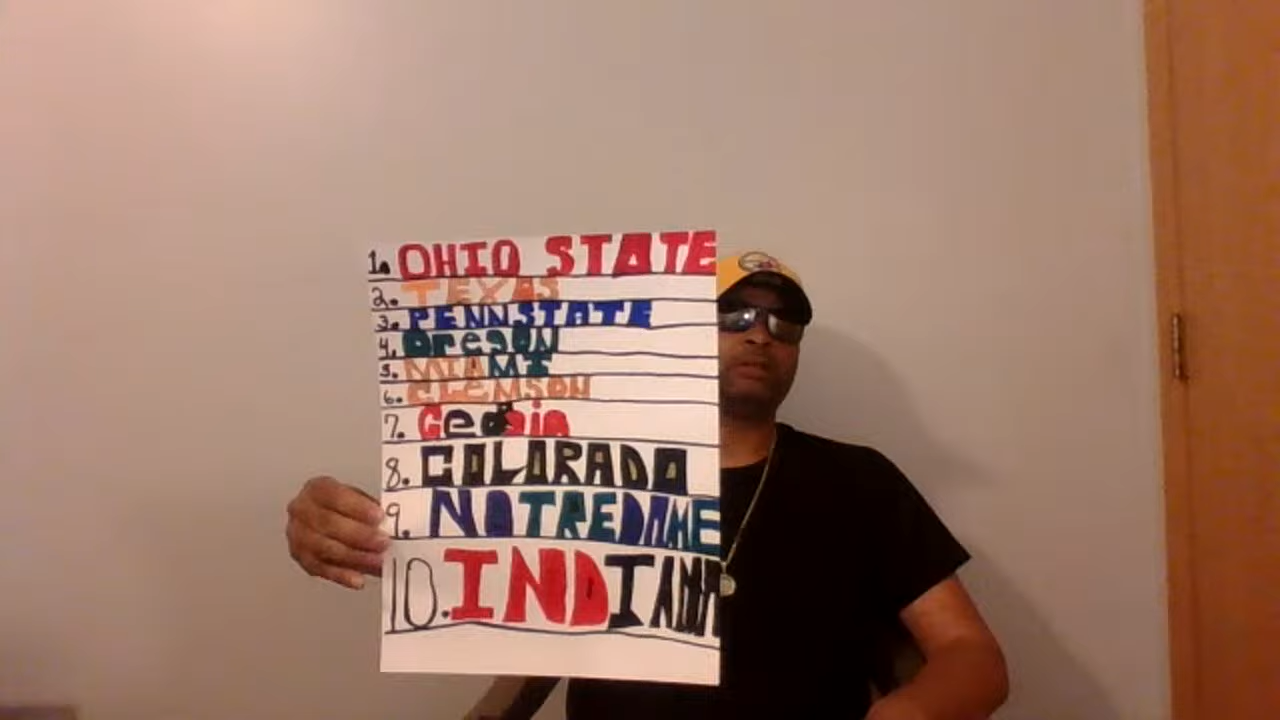 1. OHIO STATE
2. TEXAS
3. PENNSTATE
4. OregON
5. MIAMI
6. CLEMSON
7. Geogia
8. COLORADO
9. NOTREDAME
10. INDIANA